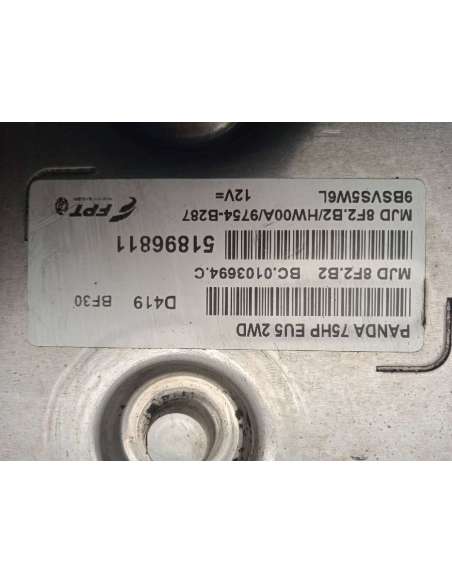 PANDA 75HP EU5 2WD
D419 BF30
MJD 8F2.B2 BC.0103694.C
51896811
MJD 8F2.B2/HW00A/9754-B287
9BSVS5W6L 12V=
FPT